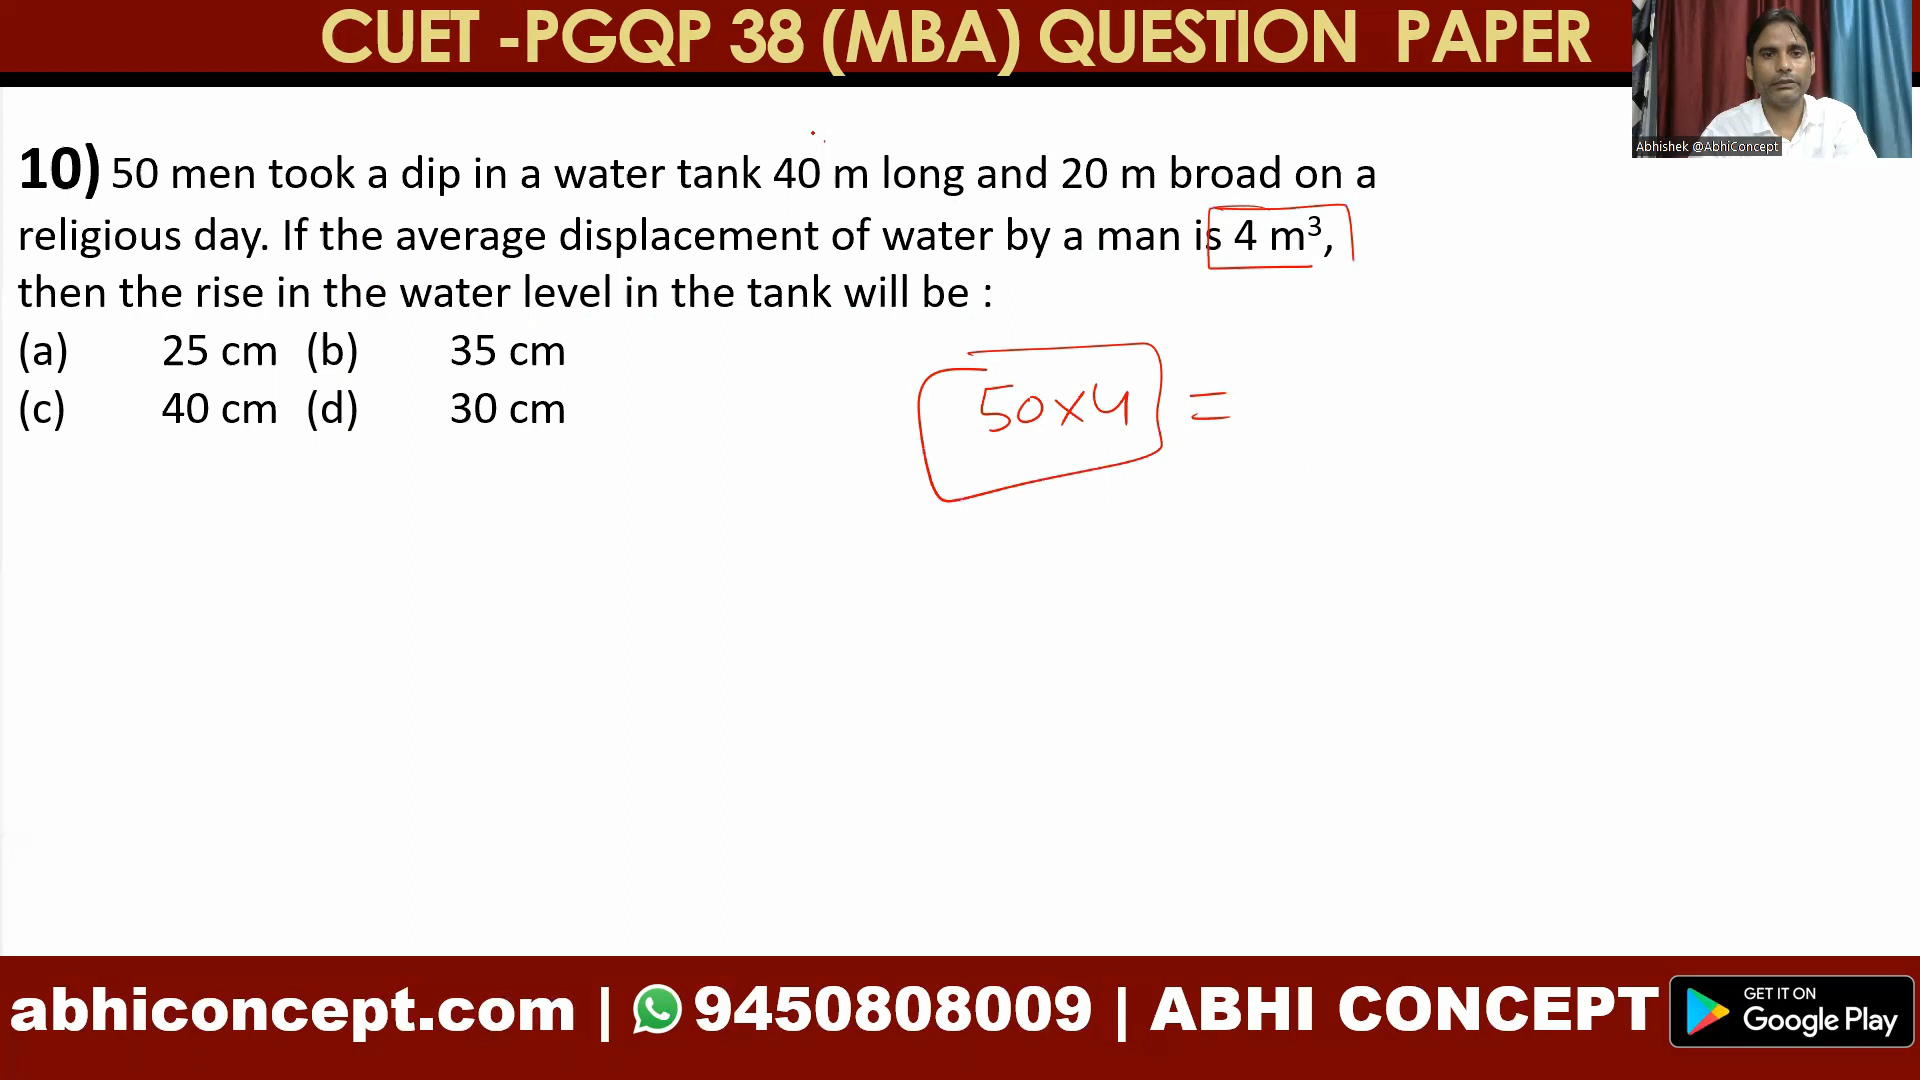 CUET -PGQP 38 (MBA) QUESTION PAPER
Abhishek @AbhiConcept
10) 50 men took a dip in a water tank 40 m long and 20 m broad on a
religious day. If the average displacement of water by a man is 4 m³,
then the rise in the water level in the tank will be :
(a) 25 cm (b) 35 cm
(c) 40 cm (d) 30 cm
50×4 =
abhiconcept.com | 9450808009 | ABHI CONCEPT
GET IT ON
Google Play